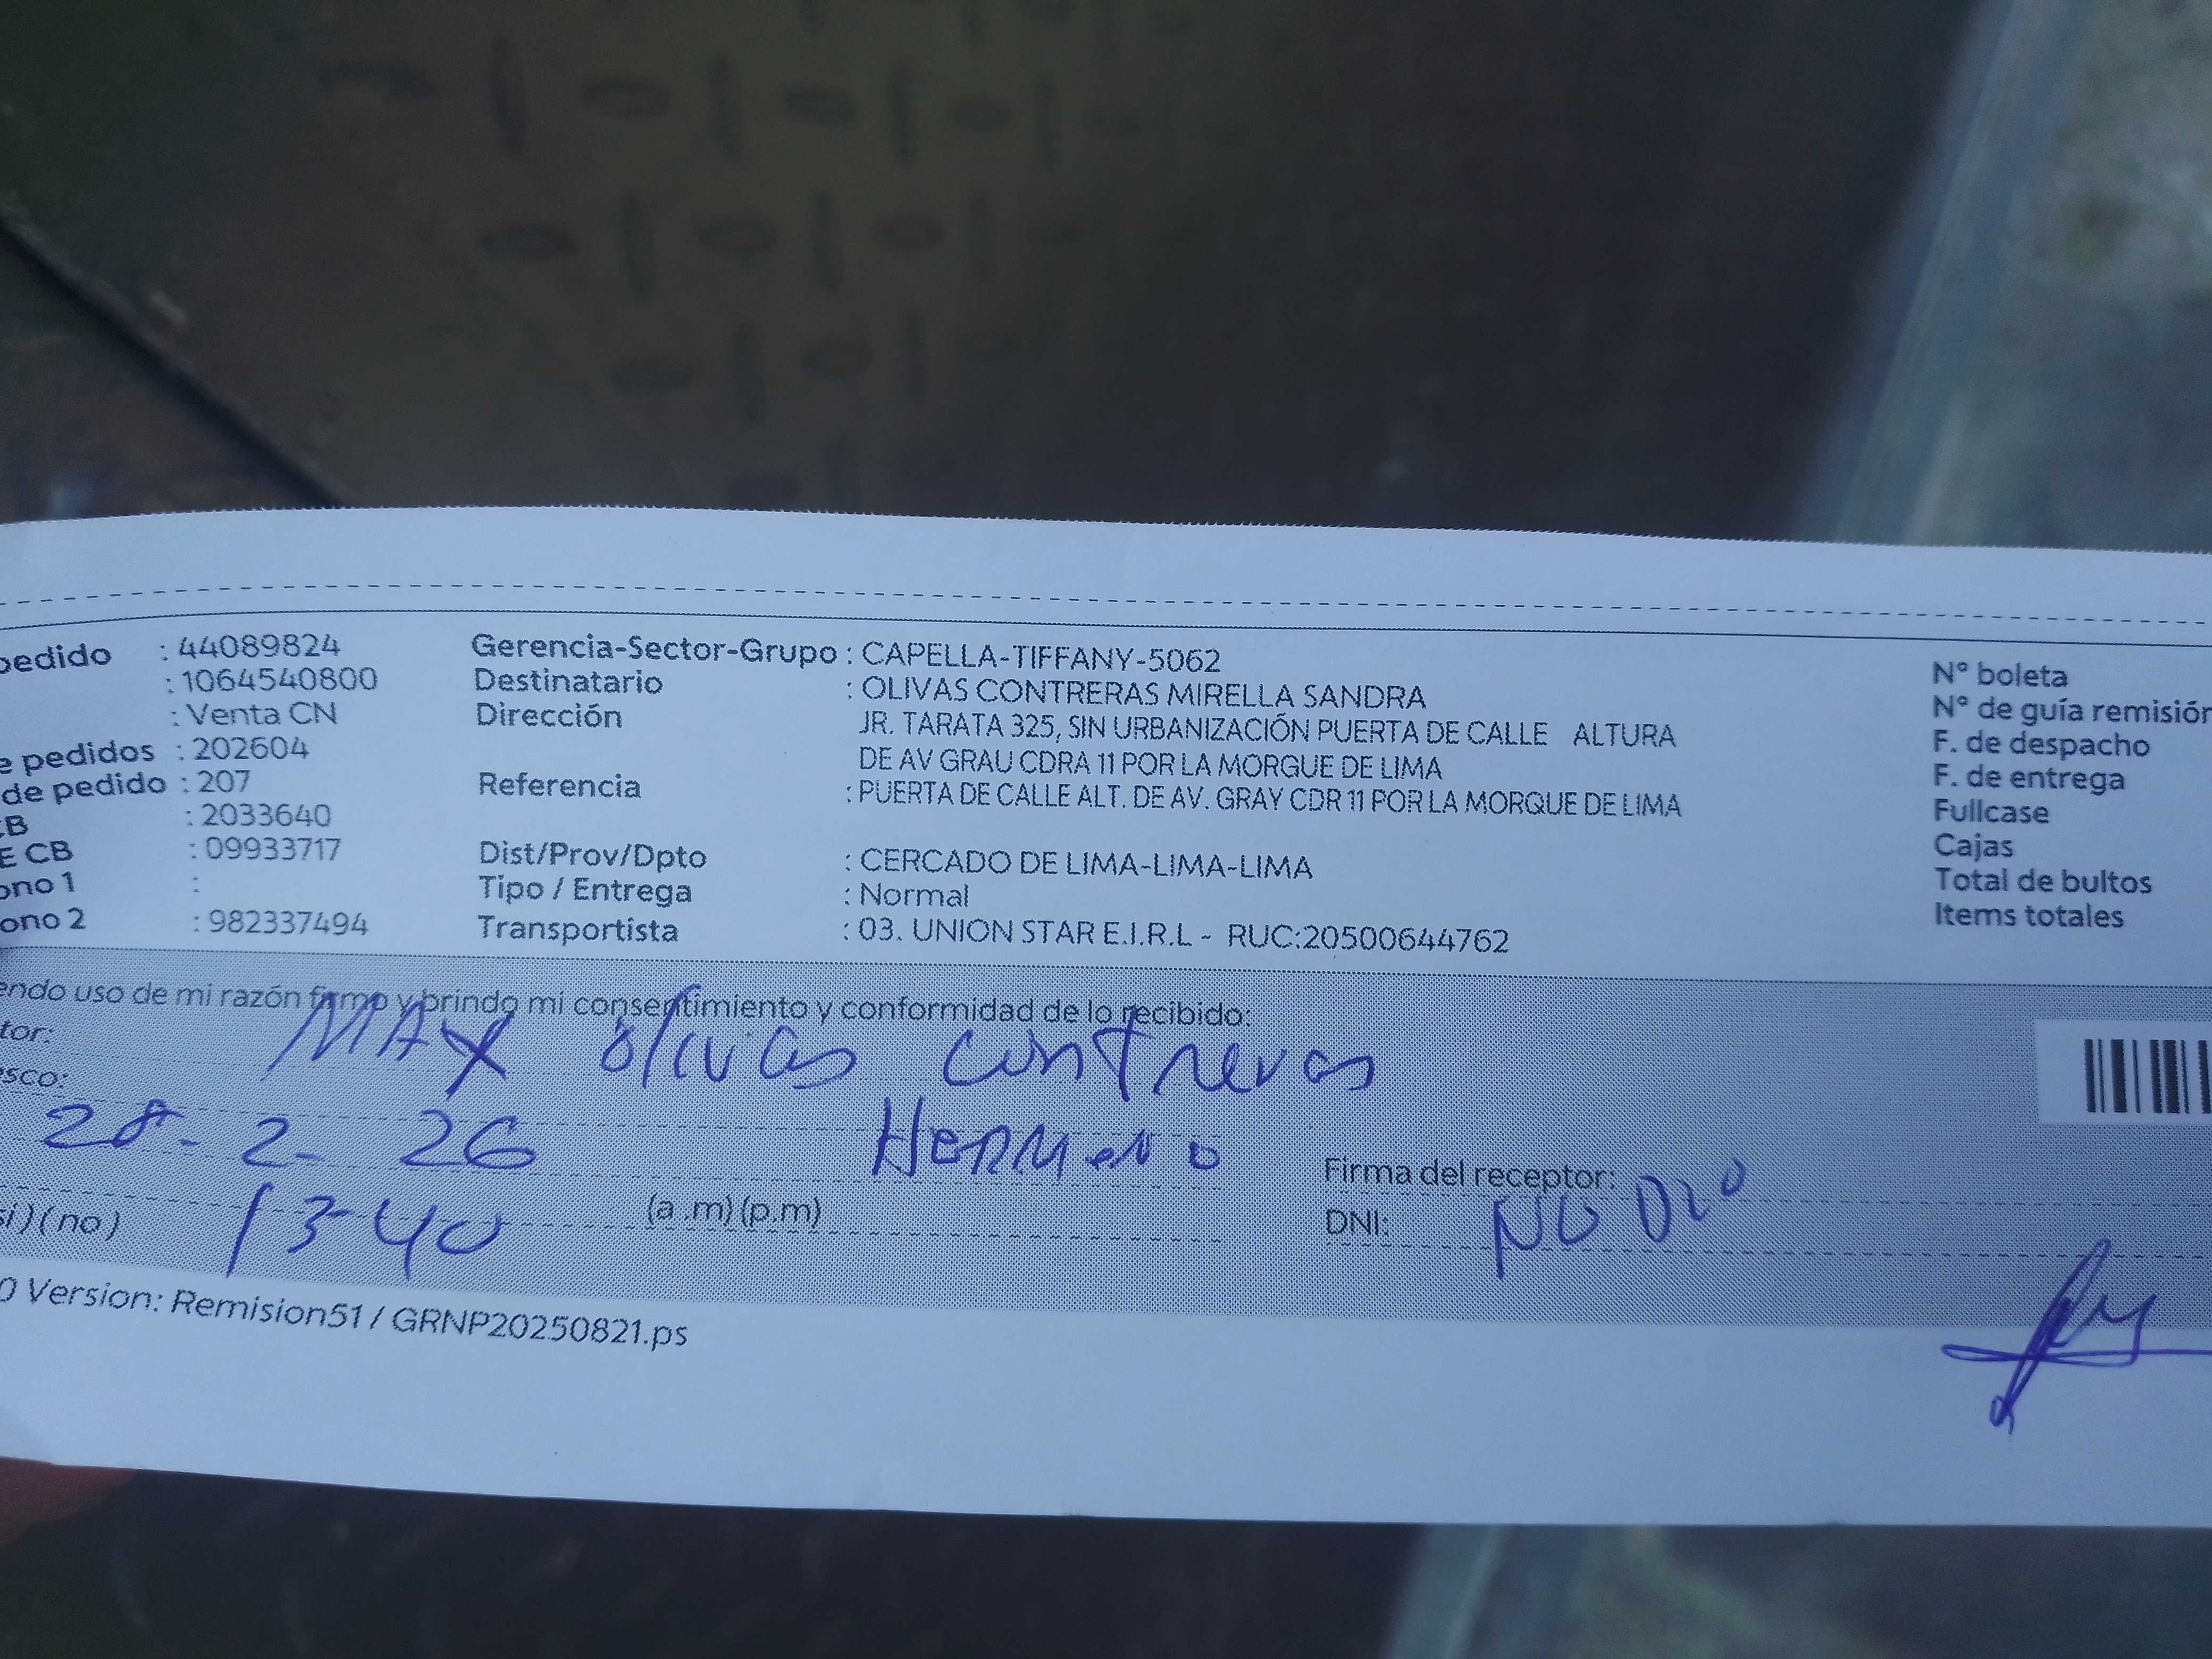 pedido : 44089824
: 1064540800
: Venta CN
e pedidos : 202604
de pedido : 207
CB : 2033640
E CB : 09933717
ono 1 :
ono 2 : 982337494
Gerencia-Sector-Grupo : CAPELLA-TIFFANY-5062
Destinatario : OLIVAS CONTRERAS MIRELLA SANDRA
Dirección JR. TARATA 325, SIN URBANIZACIÓN PUERTA DE CALLE ALTURA
DE AV GRAU CDRA 11 POR LA MORGUE DE LIMA
Referencia : PUERTA DE CALLE ALT. DE AV. GRAY CDR 11 POR LA MORQUE DE LIMA
Dist/Prov/Dpto : CERCADO DE LIMA-LIMA-LIMA
Tipo / Entrega : Normal
Transportista : 03. UNION STAR E.I.R.L - RUC:20500644762
N° boleta
N° de guía remisión
F. de despacho
F. de entrega
Fullcase
Cajas
Total de bultos
Items totales
endo uso de mi razón firmo y brindo mi consentimiento y conformidad de lo recibido:
tor: MAX Olivas Contreras
esco:
28-2-26 HERMANO
si) (no) 13-40 (a .m) (p.m)
Firma del receptor:
DNI: NO DIO
0 Version: Remision51 / GRNP20250821.ps